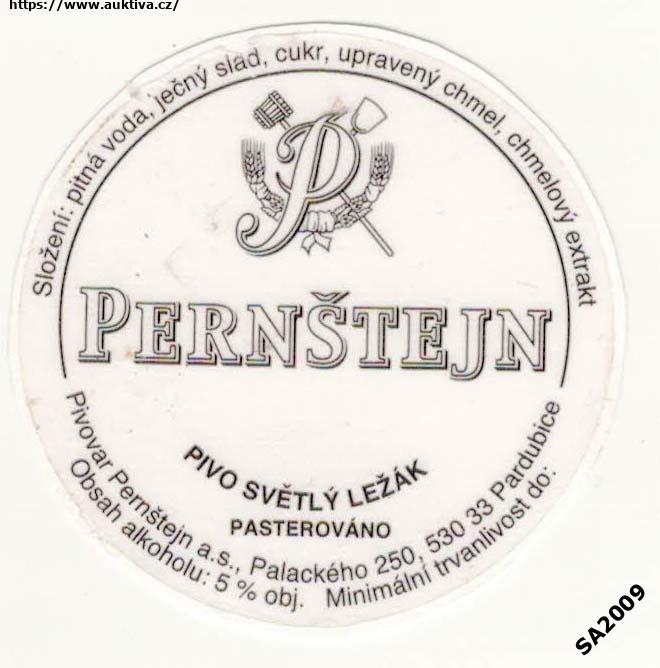 https://www.auktiva.cz/
Složení: pitná voda, ječný slad, cukr, upravený chmel, chmelový extrakt
P
PERNŠTEJN
PIVO SVĚTLÝ LEŽÁK
PASTEROVÁNO
Pivovar Pernštejn a.s., Palackého 250, 530 33 Pardubice
Obsah alkoholu: 5 % obj. Minimální trvanlivost do:
SA2009